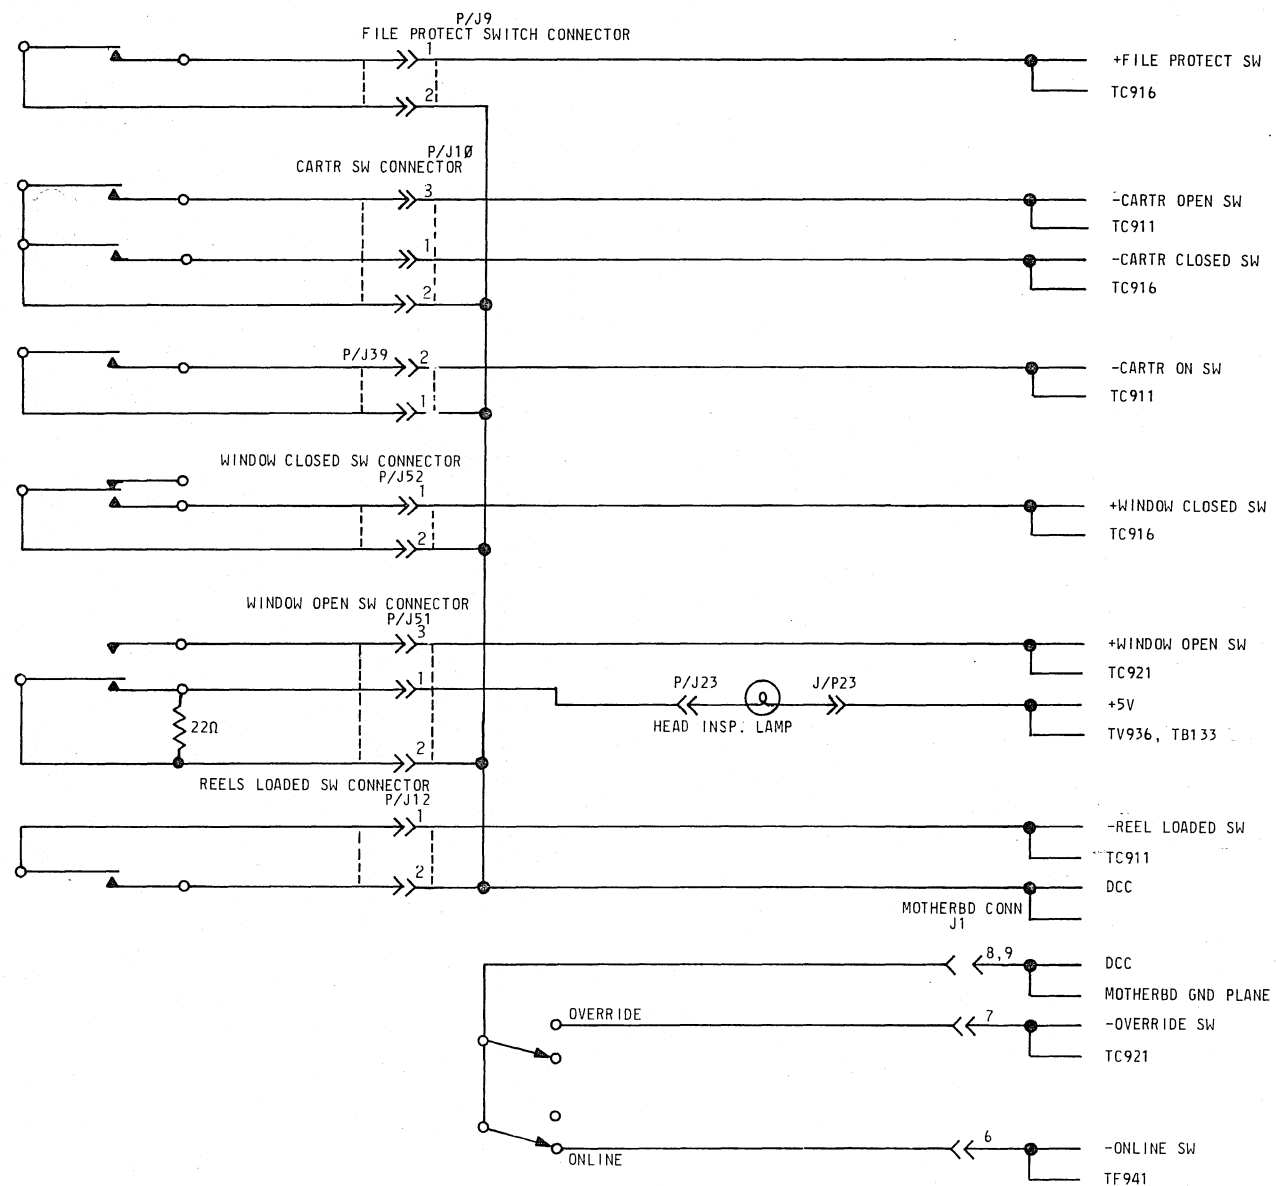 P/J9
FILE PROTECT SWITCH CONNECTOR
1
+FILE PROTECT SW
2
TC916
P/J10
CARTR SW CONNECTOR
3
-CARTR OPEN SW
TC911
1
-CARTR CLOSED SW
2
TC916
P/J39
2
-CARTR ON SW
1
TC911
WINDOW CLOSED SW CONNECTOR
P/J52
1
+WINDOW CLOSED SW
2
TC916
WINDOW OPEN SW CONNECTOR
P/J51
3
+WINDOW OPEN SW
TC921
1
P/J23
J/P23
+5V
22Ω
HEAD INSP. LAMP
TV936, TB133
2
REELS LOADED SW CONNECTOR
P/J12
1
-REEL LOADED SW
TC911
2
DCC
MOTHERBD CONN
J1
8,9
DCC
MOTHERBD GND PLANE
OVERRIDE
7
-OVERRIDE SW
TC921
6
-ONLINE SW
ONLINE
TF941